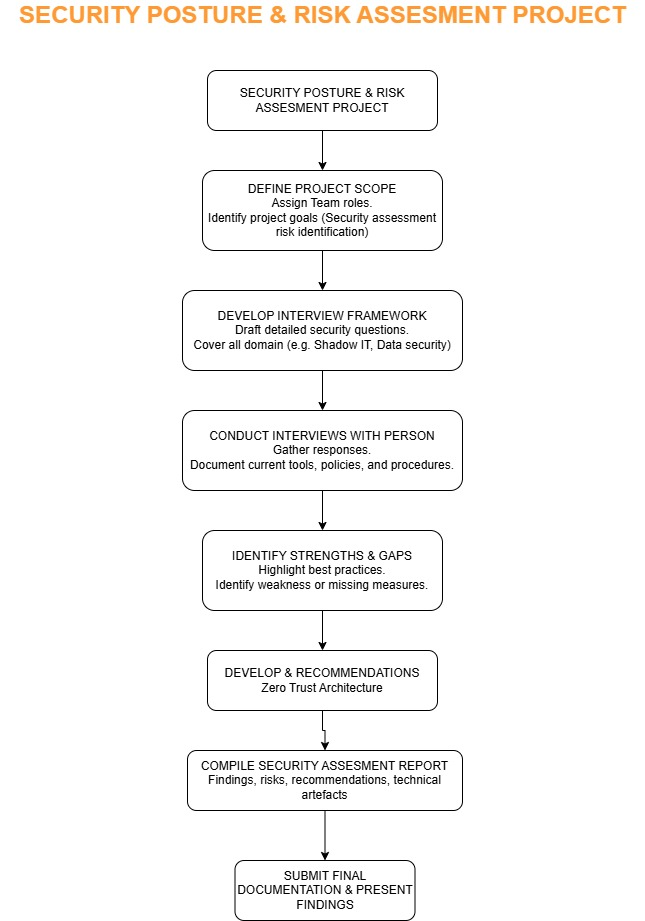 SECURITY POSTURE & RISK ASSESMENT PROJECT
SECURITY POSTURE & RISK
ASSESMENT PROJECT
DEFINE PROJECT SCOPE
Assign Team roles.
Identify project goals (Security assessment
risk identification)
DEVELOP INTERVIEW FRAMEWORK
Draft detailed security questions.
Cover all domain (e.g. Shadow IT, Data security)
CONDUCT INTERVIEWS WITH PERSON
Gather responses.
Document current tools, policies, and procedures.
IDENTIFY STRENGTHS & GAPS
Highlight best practices.
Identify weakness or missing measures.
DEVELOP & RECOMMENDATIONS
Zero Trust Architecture
COMPILE SECURITY ASSESMENT REPORT
Findings, risks, recommendations, technical
artefacts
SUBMIT FINAL
DOCUMENTATION & PRESENT
FINDINGS